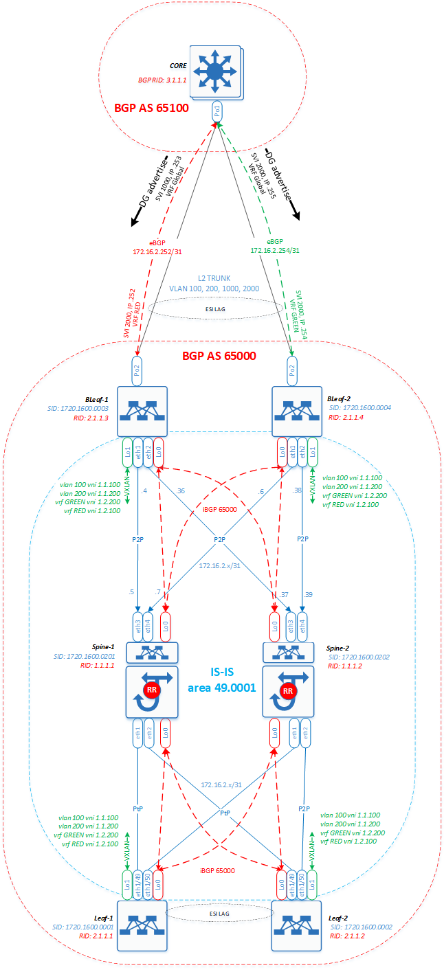 CORE
BGPRID: 3.1.1.1
BGP AS 65100
Po1
DG advertise
SVI 2000, IP .253
VRF Global
SVI 2000, IP .255
VRF Global
DG advertise
eBGP
172.16.2.252/31
eBGP
172.16.2.254/31
L2 TRUNK
VLAN 100, 200, 1000, 2000
ESI LAG
SVI 2000, IP .252
VRF RED
SVI 2000, IP .254
VRF GREEN
BGP AS 65000
Po2
Po2
BLeaf-1
SID: 1720.1600.0003
RID: 2.1.1.3
BLeaf-2
SID: 1720.1600.0004
RID: 2.1.1.4
Lo1
eth1
eth2
Lo0
Lo0
eth1
eth2
Lo1
VXLAN
VXLAN
vlan 100 vni 1.1.100
vlan 200 vni 1.1.200
vrf GREEN vni 1.2.200
vrf RED vni 1.2.100
vlan 100 vni 1.1.100
vlan 200 vni 1.1.200
vrf GREEN vni 1.2.200
vrf RED vni 1.2.100
.4
.36
.6
.38
iBGP 65000
P2P
P2P
P2P
172.16.2.x/31
.5
.7
.37
.39
eth3
eth4
Lo0
Lo0
eth3
eth4
Spine-1
SID: 1720.1600.0201
RID: 1.1.1.1
Spine-2
SID: 1720.1600.0202
RID: 1.1.1.2
IS-IS
area 49.0001
RR
RR
eth1
eth2
Lo0
Lo0
eth1
eth2
172.16.2.x/31
P2P
P2P
vlan 100 vni 1.1.100
vlan 200 vni 1.1.200
vrf GREEN vni 1.2.200
vrf RED vni 1.2.100
vlan 100 vni 1.1.100
vlan 200 vni 1.1.200
vrf GREEN vni 1.2.200
vrf RED vni 1.2.100
VXLAN
VXLAN
iBGP 65000
Lo1
eth1/49
eth1/50
Lo0
Lo0
eth1/49
eth1/50
Lo1
Leaf-1
SID: 1720.1600.0001
RID: 2.1.1.1
ESI LAG
Leaf-2
SID: 1720.1600.0002
RID: 2.1.1.2